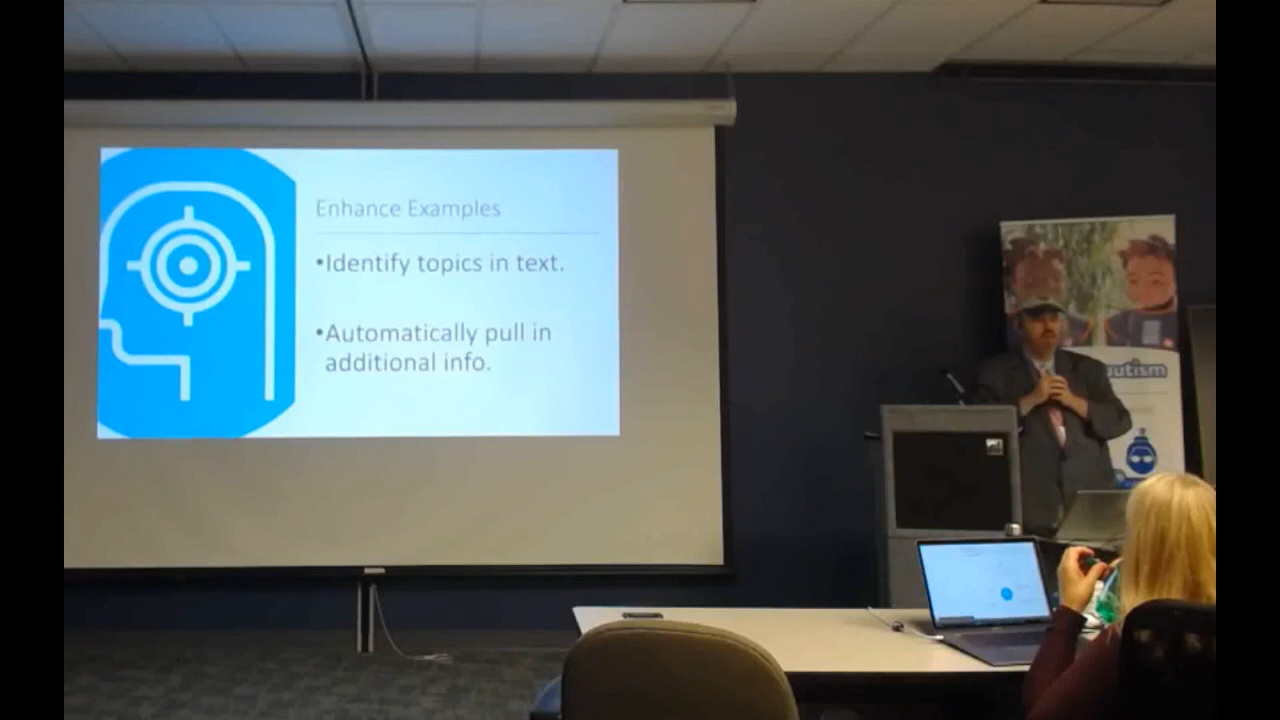 Enhance Examples
•Identify topics in text.
•Automatically pull in
additional info.
autism